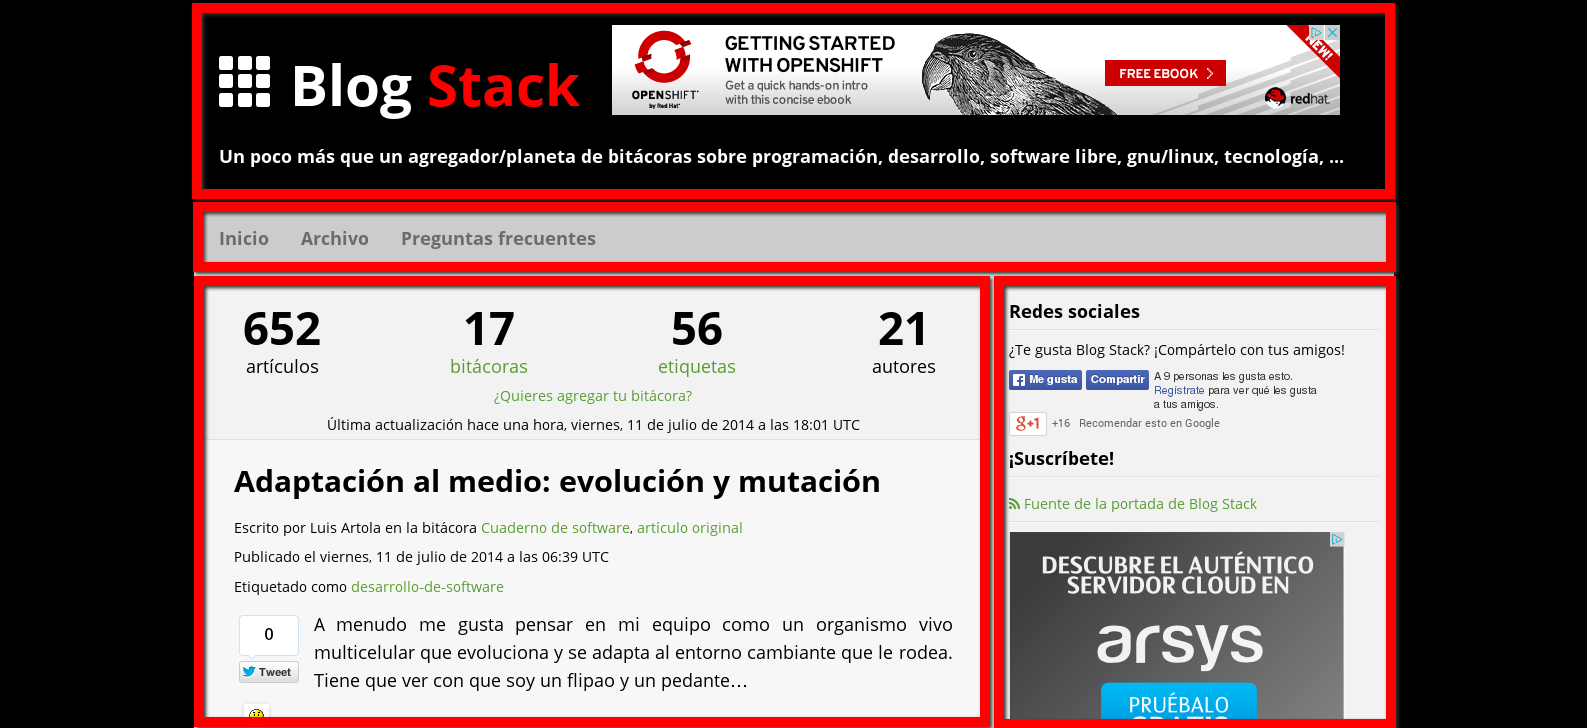 Blog Stack
GETTING STARTED
WITH OPENSHIFT
Get a quick hands-on intro
with this concise ebook
OPENSHIFT
by Red Hat
FREE EBOOK
NEW!
redhat.
Un poco más que un agregador/planeta de bitácoras sobre programación, desarrollo, software libre, gnu/linux, tecnología, ...
Inicio Archivo Preguntas frecuentes
652 17 56 21
artículos bitácoras etiquetas autores
¿Quieres agregar tu bitácora?
Última actualización hace una hora, viernes, 11 de julio de 2014 a las 18:01 UTC
Adaptación al medio: evolución y mutación
Escrito por Luis Artola en la bitácora Cuaderno de software, artículo original
Publicado el viernes, 11 de julio de 2014 a las 06:39 UTC
Etiquetado como desarrollo-de-software
0
Tweet
A menudo me gusta pensar en mi equipo como un organismo vivo
multicelular que evoluciona y se adapta al entorno cambiante que le rodea.
Tiene que ver con que soy un flipao y un pedante…
Redes sociales
¿Te gusta Blog Stack? ¡Compártelo con tus amigos!
Me gusta Compartir A 9 personas les gusta esto.
Regístrate para ver qué les gusta
a tus amigos.
g+1 +16 Recomendar esto en Google
¡Suscríbete!
Fuente de la portada de Blog Stack
DESCUBRE EL AUTÉNTICO
SERVIDOR CLOUD EN
arsys
PRUÉBALO
GRATIS